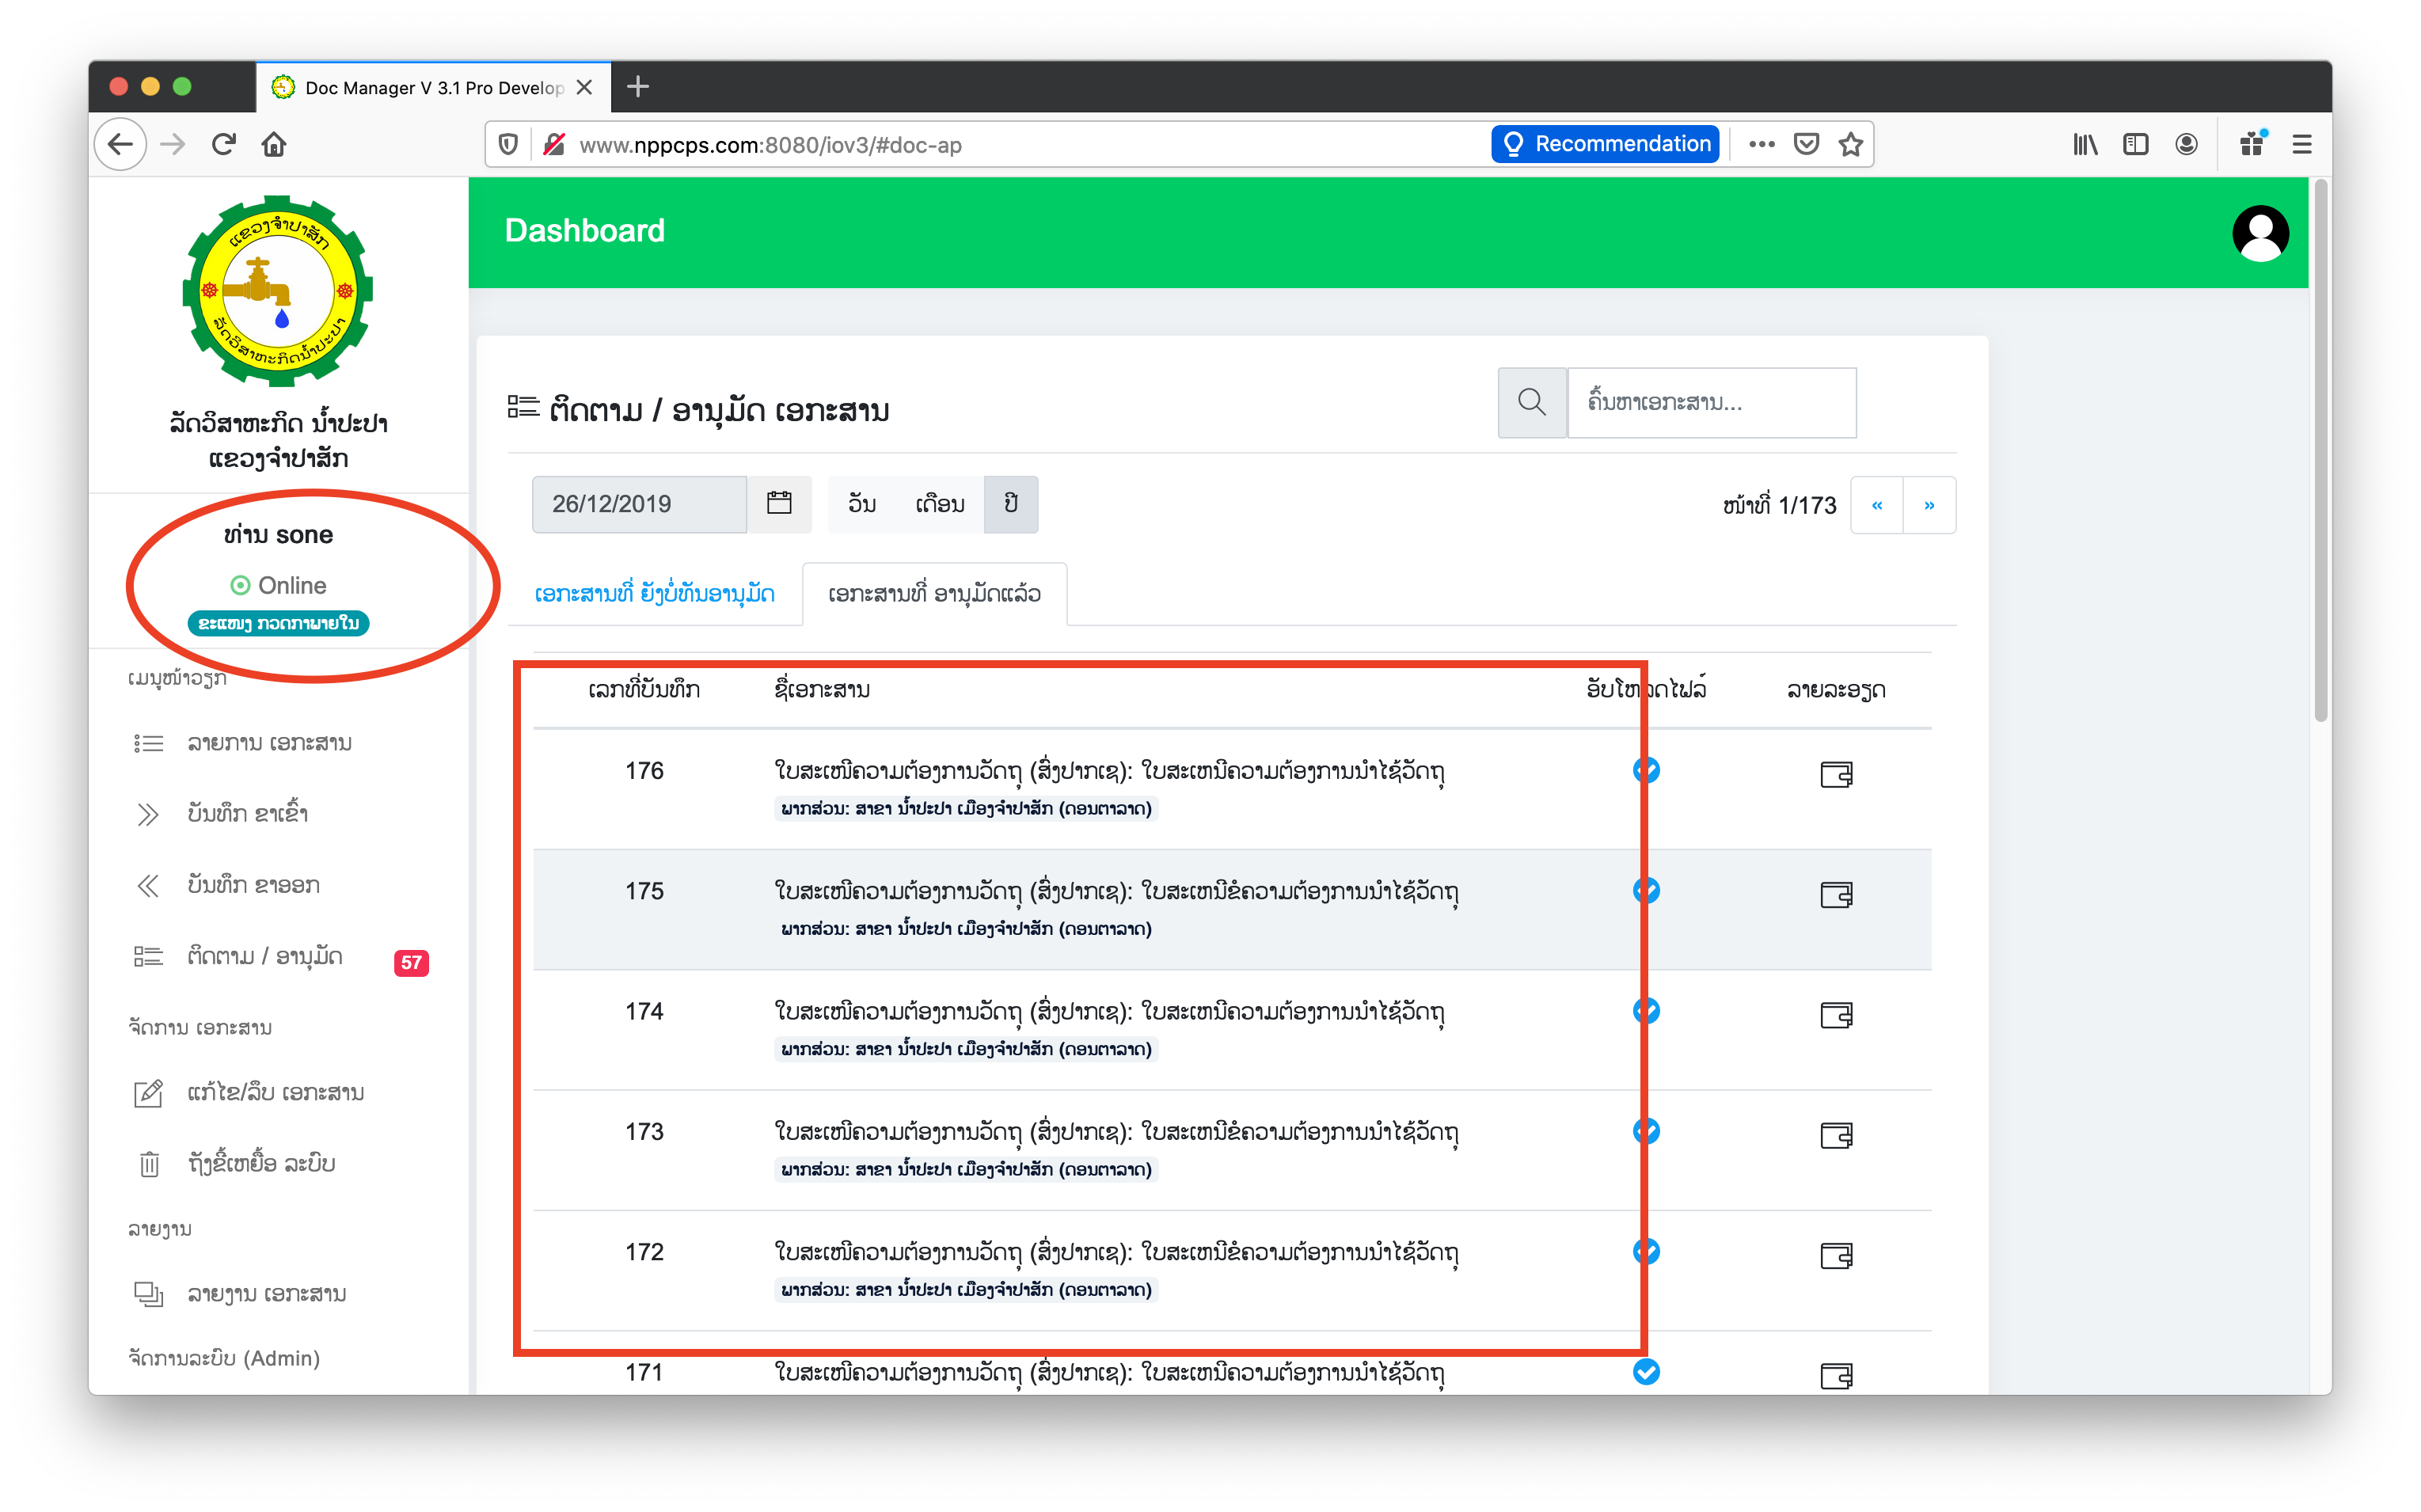 Doc Manager V 3.1 Pro Develop
www.nppcps.com:8080/iov3/#doc-ap
Recommendation
ແຂວງຈຳປາສັກ
ລັດວິສາຫະກິດນ້ຳປະປາ
ລັດວິສາຫະກິດ ນ້ຳປະປາ
ແຂວງຈຳປາສັກ
ທ່ານ sone
Online
ຂະແໜງ ກວດກາພາຍໃນ
ເມນູໜ້າວຽກ
ລາຍການ ເອກະສານ
ບັນທຶກ ຂາເຂົ້າ
ບັນທຶກ ຂາອອກ
ຕິດຕາມ / ອານຸມັດ
57
ຈັດການ ເອກະສານ
ແກ້ໄຂ/ລຶບ ເອກະສານ
ຖັງຂີ້ເຫຍື້ອ ລະບົບ
ລາຍງານ
ລາຍງານ ເອກະສານ
ຈັດການລະບົບ (Admin)
Dashboard
ຕິດຕາມ / ອານຸມັດ ເອກະສານ
ຄົ້ນຫາເອກະສານ...
26/12/2019
ວັນ ເດືອນ ປີ
ໜ້າທີ່ 1/173 « »
ເອກະສານທີ່ ຍັງບໍ່ທັນອານຸມັດ ເອກະສານທີ່ ອານຸມັດແລ້ວ
ເລກທີ່ບັນທຶກ ຊື່ເອກະສານ ອັບໂຫລດໄຟລ໌ ລາຍລະອຽດ
176 ໃບສະເໜີຄວາມຕ້ອງການວັດຖຸ (ສົ່ງປາກເຊ): ໃບສະເຫນີຄວາມຕ້ອງການນຳໄຊ້ວັດຖຸ
ພາກສ່ວນ: ສາຂາ ນ້ຳປະປາ ເມືອງຈຳປາສັກ (ດອນຕາລາດ)
175 ໃບສະເໜີຄວາມຕ້ອງການວັດຖຸ (ສົ່ງປາກເຊ): ໃບສະເຫນີຂໍຄວາມຕ້ອງການນຳໄຊ້ວັດຖຸ
ພາກສ່ວນ: ສາຂາ ນ້ຳປະປາ ເມືອງຈຳປາສັກ (ດອນຕາລາດ)
174 ໃບສະເໜີຄວາມຕ້ອງການວັດຖຸ (ສົ່ງປາກເຊ): ໃບສະເຫນີຄວາມຕ້ອງການນຳໄຊ້ວັດຖຸ
ພາກສ່ວນ: ສາຂາ ນ້ຳປະປາ ເມືອງຈຳປາສັກ (ດອນຕາລາດ)
173 ໃບສະເໜີຄວາມຕ້ອງການວັດຖຸ (ສົ່ງປາກເຊ): ໃບສະເຫນີຂໍຄວາມຕ້ອງການນຳໄຊ້ວັດຖຸ
ພາກສ່ວນ: ສາຂາ ນ້ຳປະປາ ເມືອງຈຳປາສັກ (ດອນຕາລາດ)
172 ໃບສະເໜີຄວາມຕ້ອງການວັດຖຸ (ສົ່ງປາກເຊ): ໃບສະເຫນີຂໍຄວາມຕ້ອງການນຳໄຊ້ວັດຖຸ
ພາກສ່ວນ: ສາຂາ ນ້ຳປະປາ ເມືອງຈຳປາສັກ (ດອນຕາລາດ)
171 ໃບສະເໜີຄວາມຕ້ອງການວັດຖຸ (ສົ່ງປາກເຊ): ໃບສະເຫນີຄວາມຕ້ອງການນຳໄຊ້ວັດຖຸ